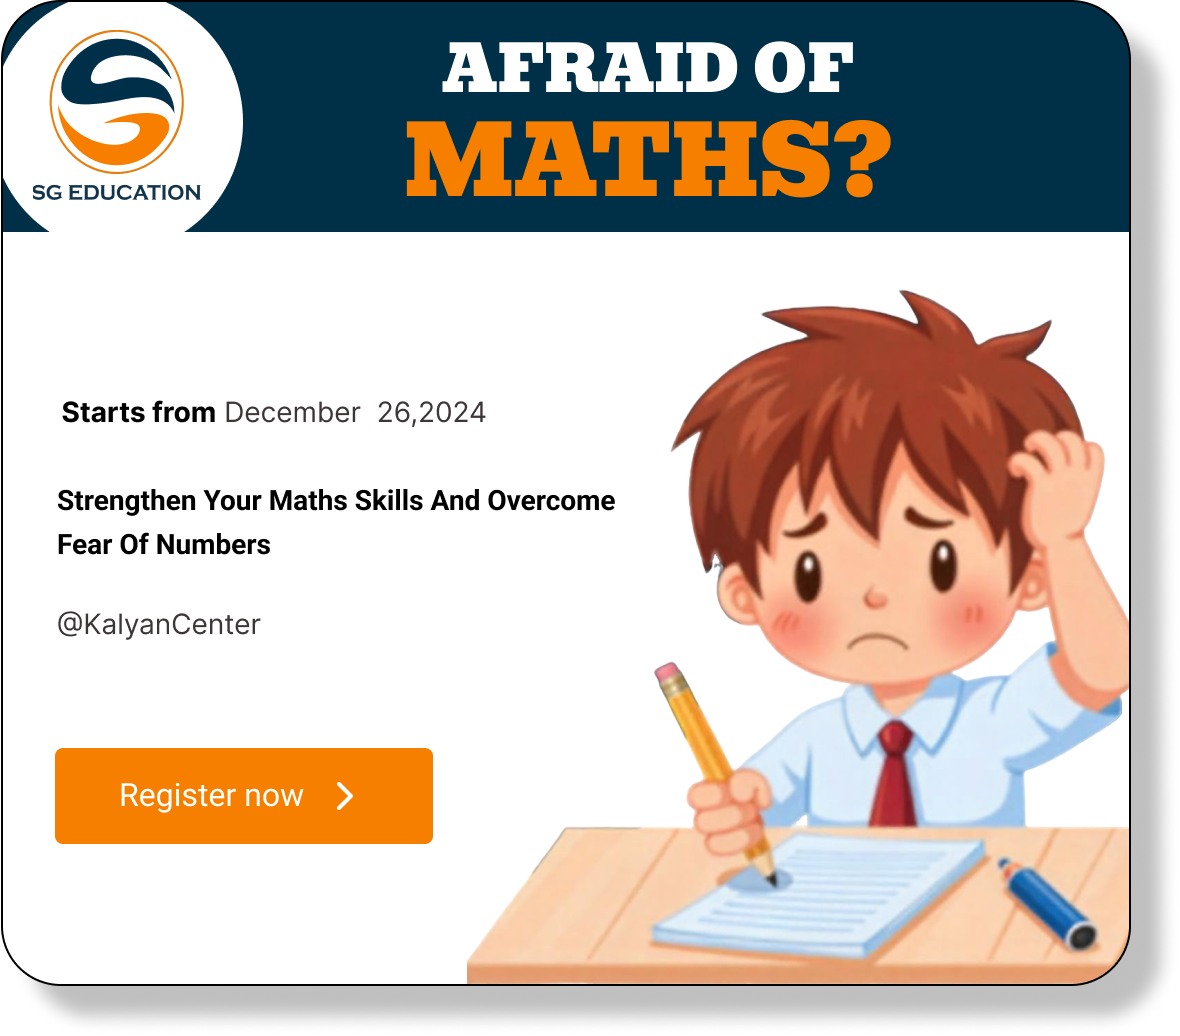 SG EDUCATION
AFRAID OF
MATHS?
Starts from December  26,2024
Strengthen Your Maths Skills And Overcome
Fear Of Numbers
@KalyanCenter
Register now